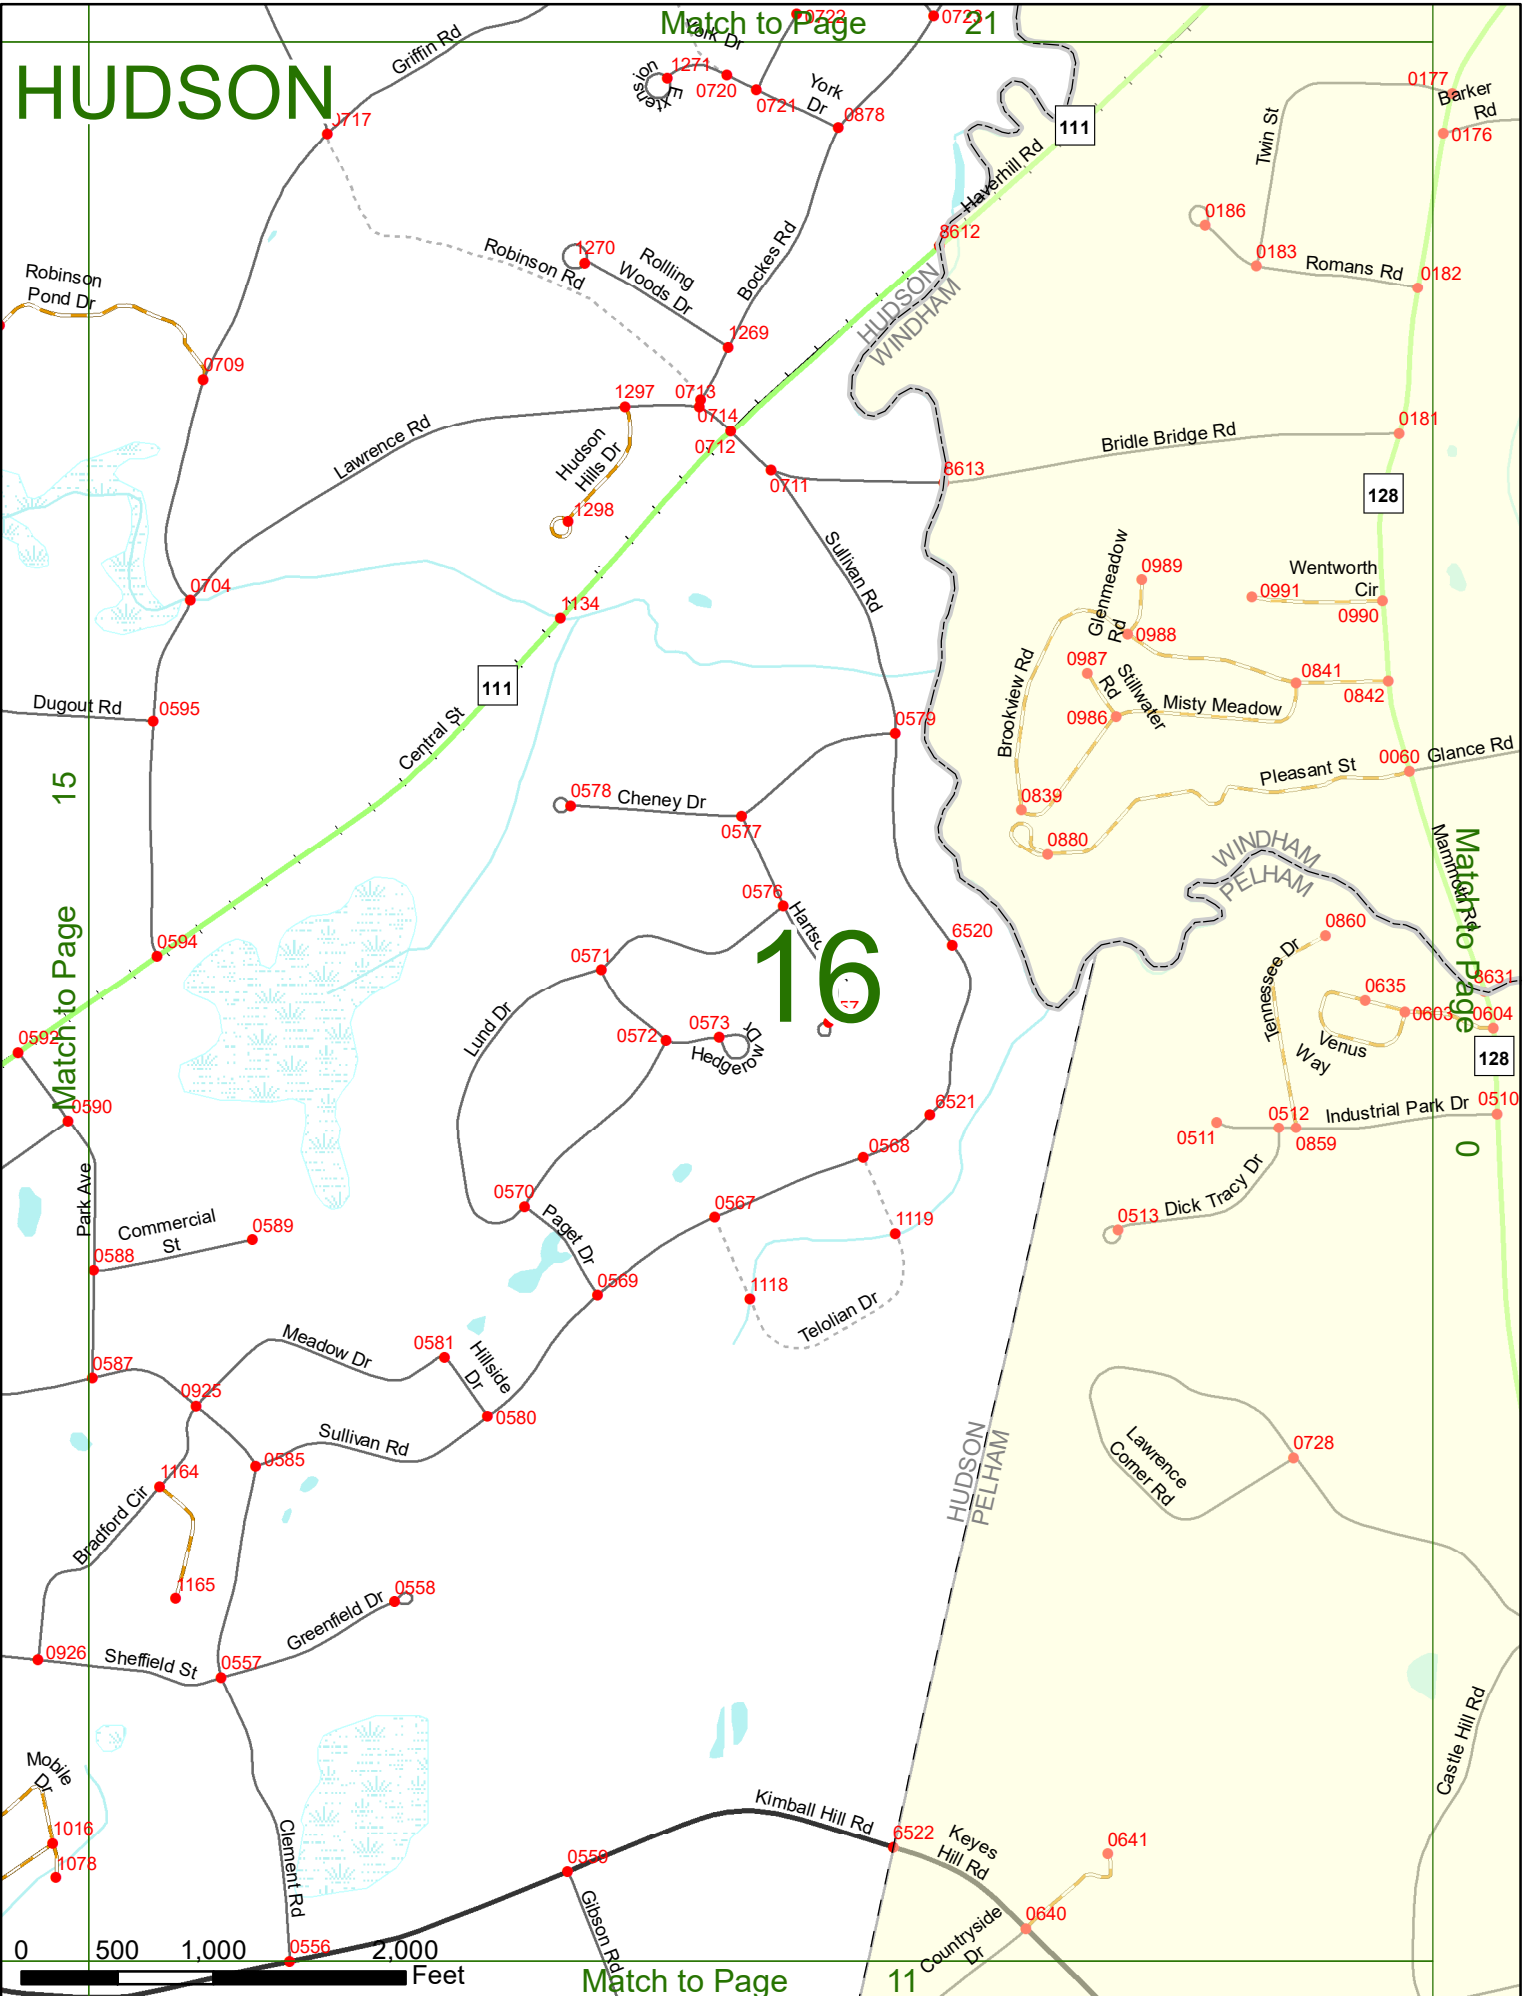 Match to Page 21
HUDSON
Griffin Rd
0722
0723
York Dr
1271
Extension
0720
0721
York
Dr
0878
0717
111
0177
Barker
Rd
0176
Twin St
Haverhill Rd
0186
8612
0183
Romans Rd
0182
Robinson Rd
1270
Rollling
Woods Dr
Bockes Rd
HUDSON
WINDHAM
Robinson
Pond Dr
0709
1269
1297
0713
0714
0712
0711
Lawrence Rd
Hudson
Hills Dr
1298
8613
Bridle Bridge Rd
0181
128
Sullivan Rd
0704
1134
0989
Glenmeadow
Rd
0988
0991
Wentworth
Cir
0990
0987
Stillwater
Rd
0986
Misty Meadow
0841
0842
Brookview Rd
111
Dugout Rd
0595
Central St
0579
0060
Glance Rd
Pleasant St
15
Match to Page
0578
Cheney Dr
0577
0839
0880
WINDHAM
PELHAM
Mammoth Rd
Match to Page
0
0576
16
0594
0571
6520
0860
Tennessee Dr
0635
0603
0604
8631
Venus
Way
128
0592
Lund Dr
0572
0573
Hedgerow Dr
0590
6521
0568
0511
0512
0859
Industrial Park Dr
0510
Park Ave
Commercial
St
0589
0588
0570
Paget Dr
0567
1119
0513
Dick Tracy Dr
0569
1118
Telolian Dr
0587
Meadow Dr
0581
Hillside
Dr
0925
0580
Sullivan Rd
0585
HUDSON
PELHAM
Lawrence
Corner Rd
0728
1164
Bradford Cir
1165
Greenfield Dr
0558
0926
Sheffield St
0557
Castle Hill Rd
Mobile
Dr
1016
1078
Clement Rd
Kimball Hill Rd
6522
Keyes
Hill Rd
0641
0559
Gibson Rd
0640
Countryside
Dr
0556
0 500 1,000 2,000
Feet
Match to Page 11